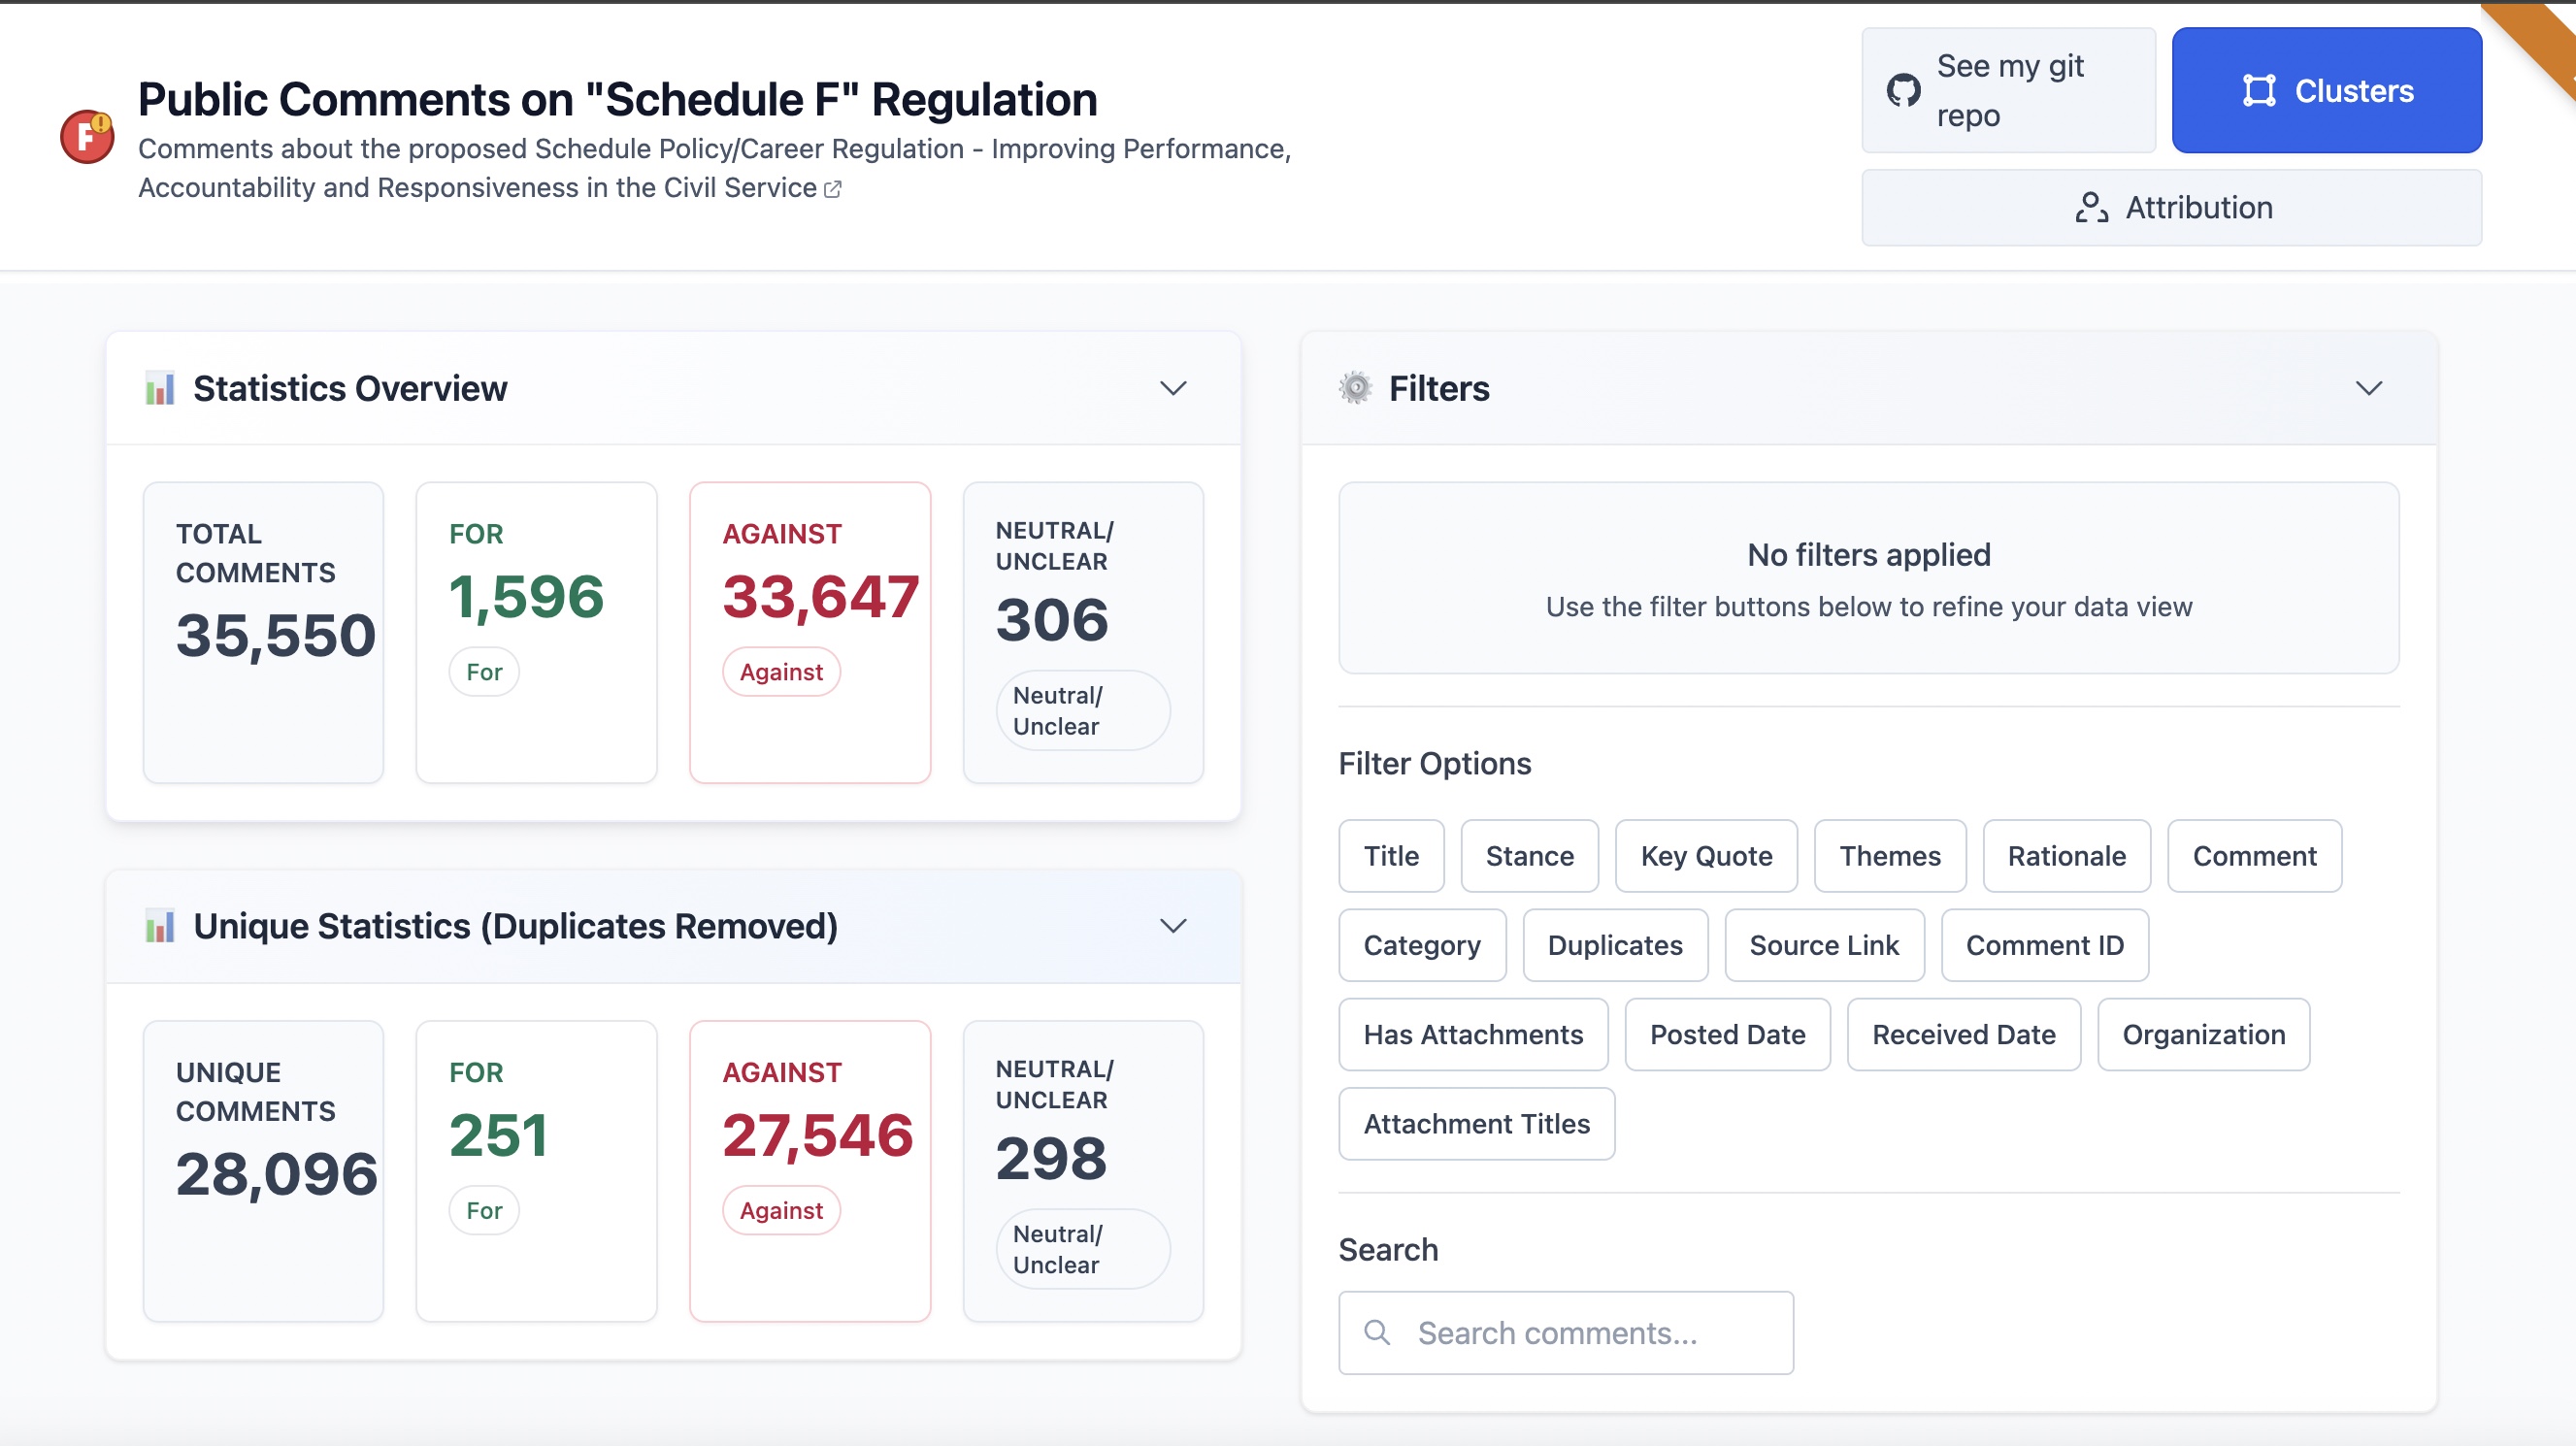 F
!
Public Comments on "Schedule F" Regulation
Comments about the proposed Schedule Policy/Career Regulation - Improving Performance,
Accountability and Responsiveness in the Civil Service
See my git
repo
Clusters
Attribution
Statistics Overview
TOTAL
COMMENTS
35,550
FOR
1,596
For
AGAINST
33,647
Against
NEUTRAL/
UNCLEAR
306
Neutral/
Unclear
Unique Statistics (Duplicates Removed)
UNIQUE
COMMENTS
28,096
FOR
251
For
AGAINST
27,546
Against
NEUTRAL/
UNCLEAR
298
Neutral/
Unclear
Filters
No filters applied
Use the filter buttons below to refine your data view
Filter Options
Title Stance Key Quote Themes Rationale Comment
Category Duplicates Source Link Comment ID
Has Attachments Posted Date Received Date Organization
Attachment Titles
Search
Search comments...